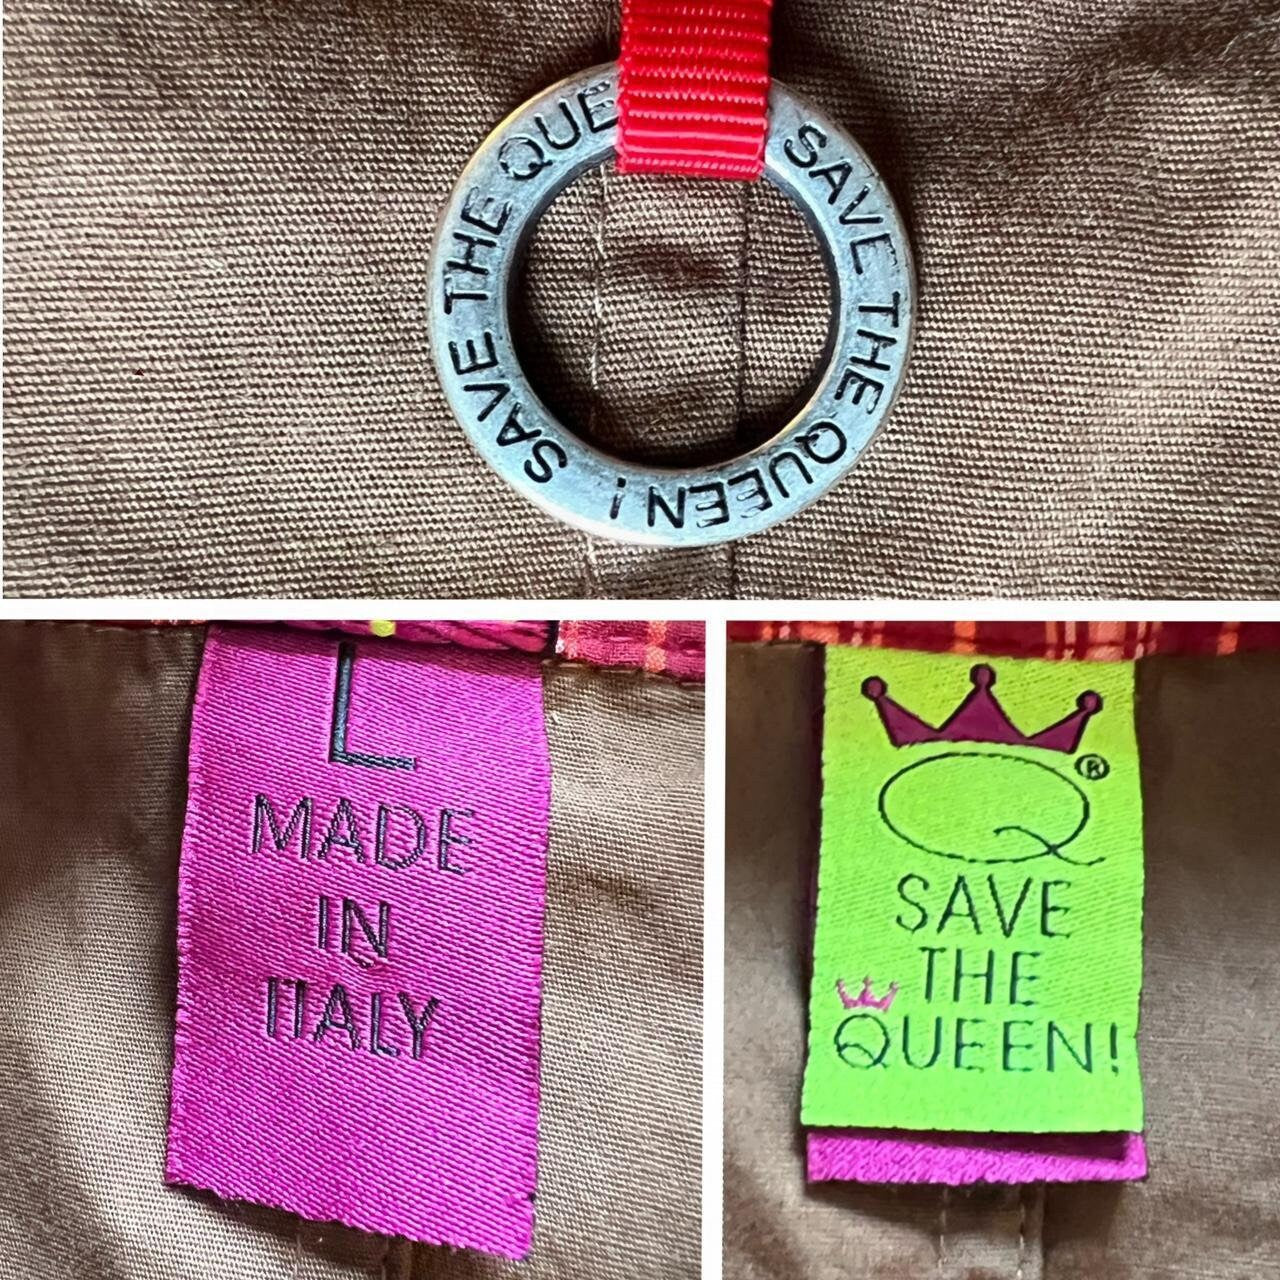 SAVE THE QUEEN!
SAVE THE QUE
L
MADE
IN
ITALY
Q®
SAVE
THE
QUEEN!